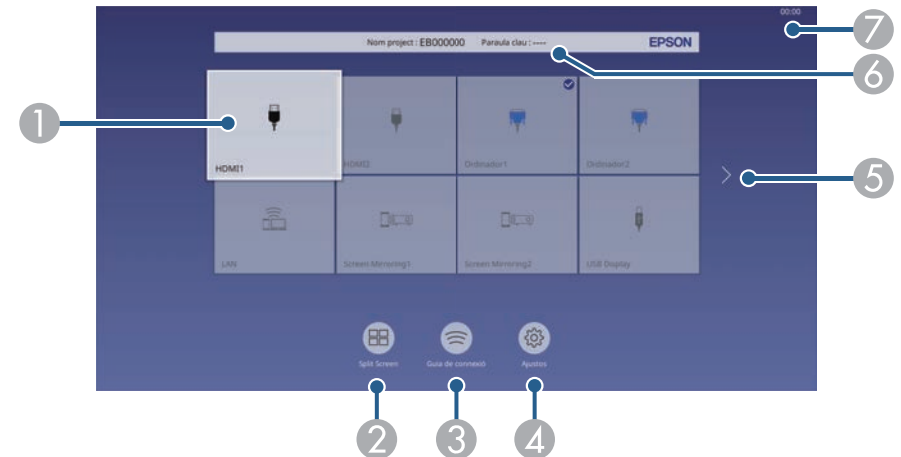 00:00
7
Nom project : EB000000 Paraula clau : ---- EPSON
6
1
HDMI1 HDMI2 Ordinador1 Ordinador2
5
LAN Screen Mirroring1 Screen Mirroring2 USB Display
Split Screen Guia de connexió Ajustos
2 3 4